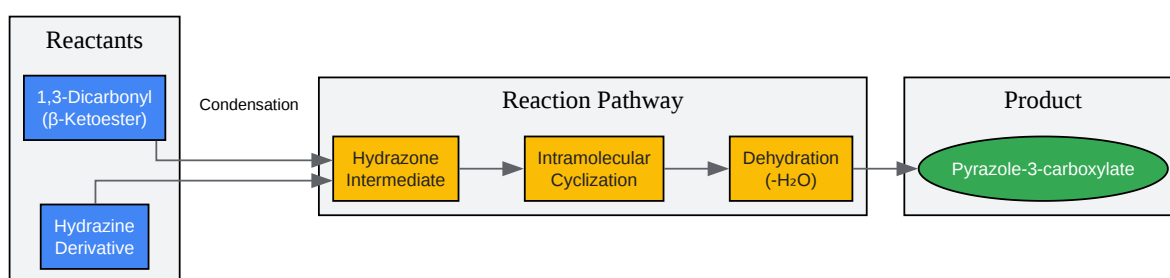 Reactants
1,3-Dicarbonyl
(β-Ketoester)
Hydrazine
Derivative
Condensation
Reaction Pathway
Hydrazone
Intermediate
Intramolecular
Cyclization
Dehydration
(-H₂O)
Product
Pyrazole-3-carboxylate